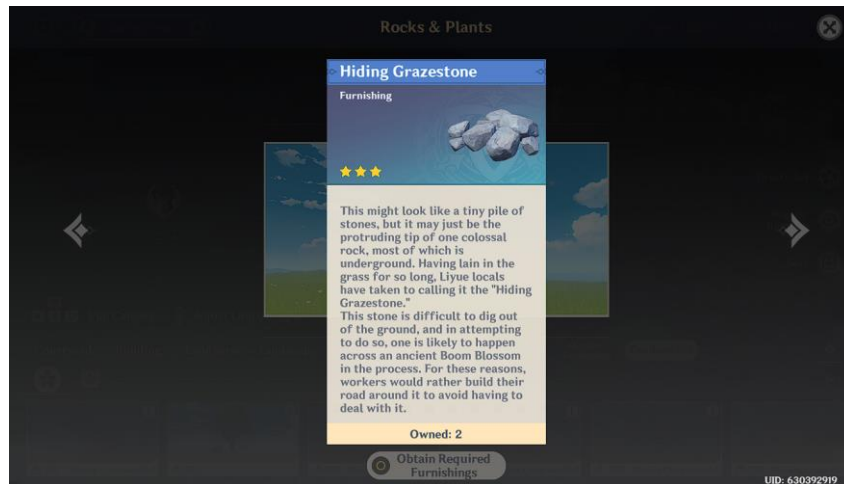 Rocks & Plants
Hiding Grazestone
Furnishing
This might look like a tiny pile of
stones, but it may just be the
protruding tip of one colossal
rock, most of which is
underground. Having lain in the
grass for so long, Liyue locals
have taken to calling it the "Hiding
Grazestone."
This stone is difficult to dig out
of the ground, and in attempting
to do so, one is likely to happen
across an ancient Boom Blossom
in the process. For these reasons,
workers would rather build their
road around it to avoid having to
deal with it.
Owned: 2
Obtain Required
Furnishings
UID: 630392919